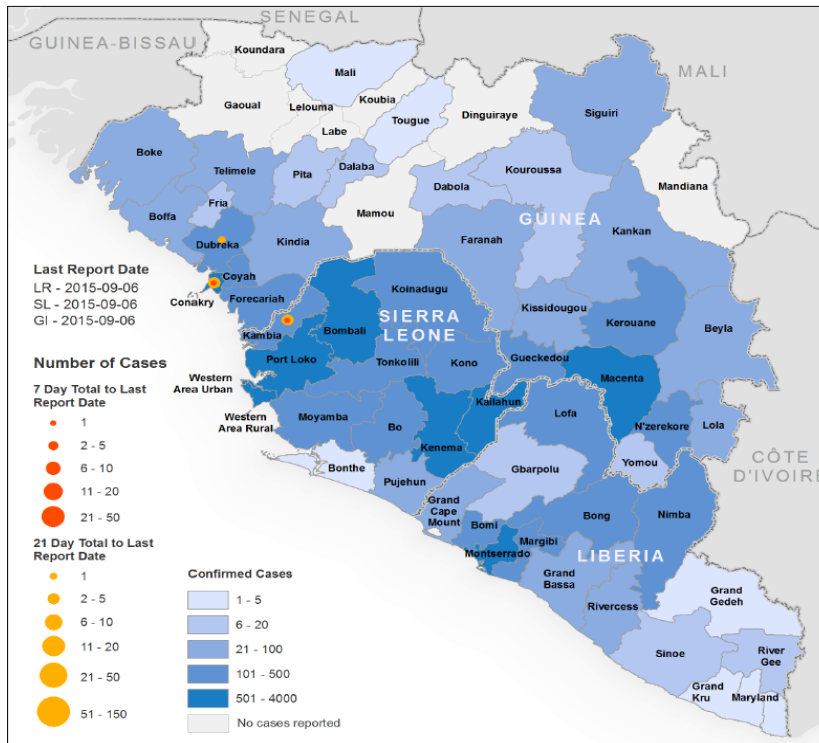 SENEGAL
GUINEA-BISSAU
MALI
Koundara
Mali
Koubia
Gaoual
Lelouma
Labe
Tougue
Dinguiraye
Siguiri
Boke
Telimele
Pita
Dalaba
Dabola
Kouroussa
Mandiana
Fria
Boffa
Mamou
GUINEA
Dubreka
Kindia
Faranah
Kankan
Last Report Date
LR - 2015-09-06
SL - 2015-09-06
GI - 2015-09-06
Coyah
Conakry
Forecariah
Koinadugu
Kissidougou
Kerouane
Beyla
SIERRA
LEONE
Kambia
Bombali
Port Loko
Tonkolili
Kono
Gueckedou
Macenta
Western
Area Urban
Western
Area Rural
Moyamba
Bo
Kailahun
Kenema
Lofa
N'zerekore
Lola
Bonthe
Pujehun
Gbarpolu
Yomou
CÔTE
D'IVOIRE
Grand
Cape
Mount
Bomi
Bong
Nimba
Montserrado
Margibi
LIBERIA
Grand
Bassa
Rivercess
Grand
Gedeh
Sinoe
River
Gee
Grand
Kru
Maryland
Number of Cases
7 Day Total to Last
Report Date
1
2 - 5
6 - 10
11 - 20
21 - 50
21 Day Total to Last
Report Date
1
2 - 5
6 - 10
11 - 20
21 - 50
51 - 150
Confirmed Cases
1 - 5
6 - 20
21 - 100
101 - 500
501 - 4000
No cases reported